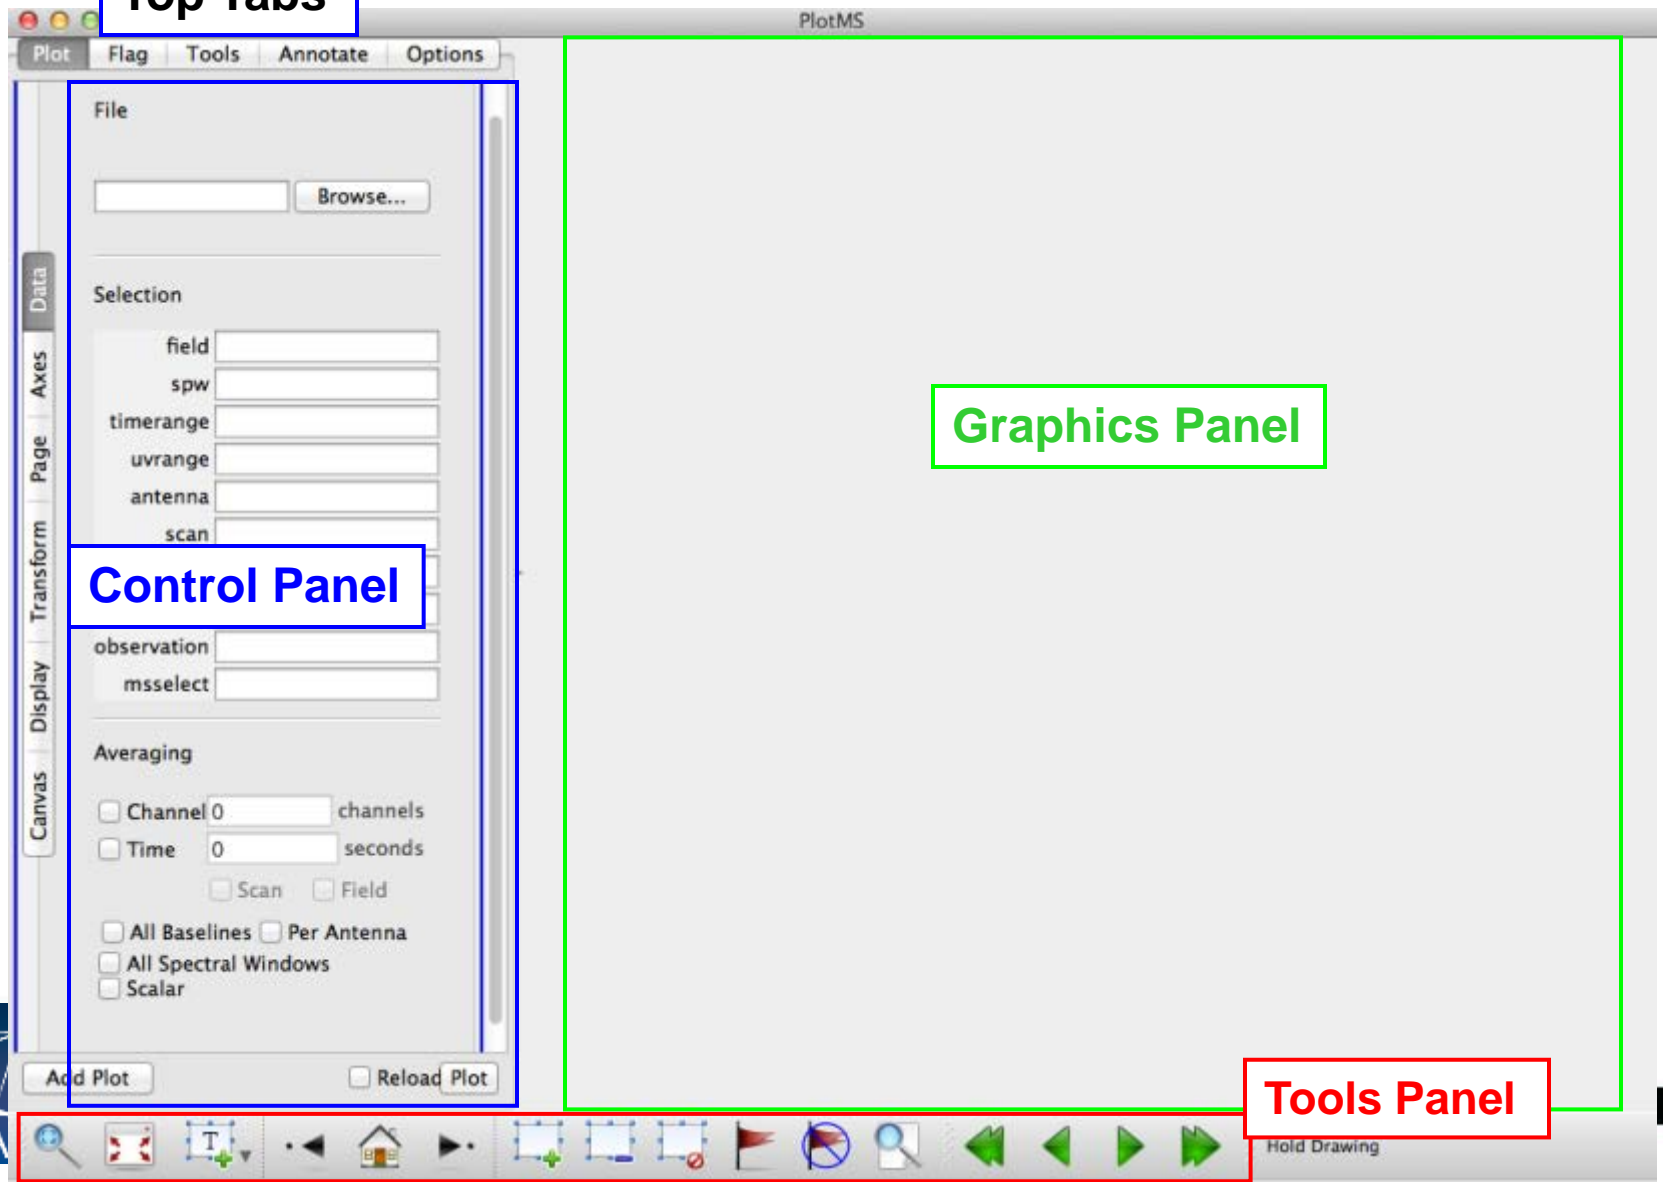 Top Tabs
PlotMS
Plot Flag Tools Annotate Options
File
Browse...
Data
Axes
Page
Transform
Display
Canvas
Selection
field
spw
timerange
uvrange
antenna
scan
Control Panel
observation
msselect
Averaging
Channel 0 channels
Time 0 seconds
Scan Field
All Baselines Per Antenna
All Spectral Windows
Scalar
Add Plot Reload Plot
Graphics Panel
Tools Panel
T
Hold Drawing